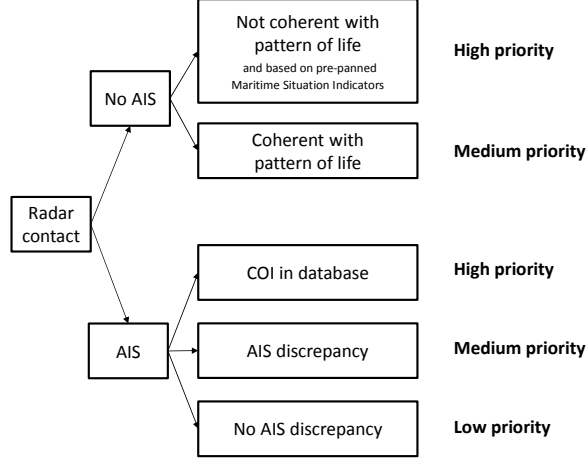 Not coherent with
pattern of life
and based on pre-panned
Maritime Situation Indicators
High priority
No AIS
Coherent with
pattern of life
Medium priority
Radar
contact
COI in database
High priority
AIS
AIS discrepancy
Medium priority
No AIS discrepancy
Low priority